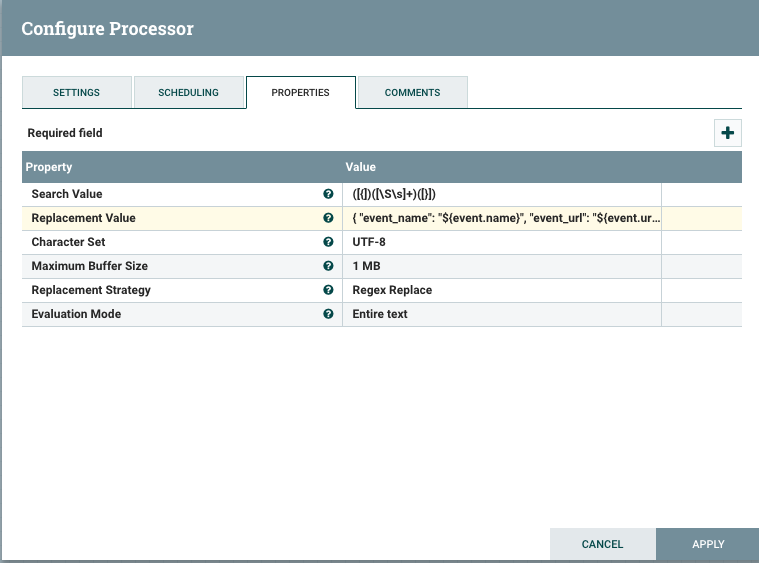 Configure Processor
SETTINGS SCHEDULING PROPERTIES COMMENTS
Required field
Property Value
Search Value ([{])([\S\s]+)([}])
Replacement Value { "event_name": "${event.name}", "event_url": "${event.ur...
Character Set UTF-8
Maximum Buffer Size 1 MB
Replacement Strategy Regex Replace
Evaluation Mode Entire text
CANCEL APPLY